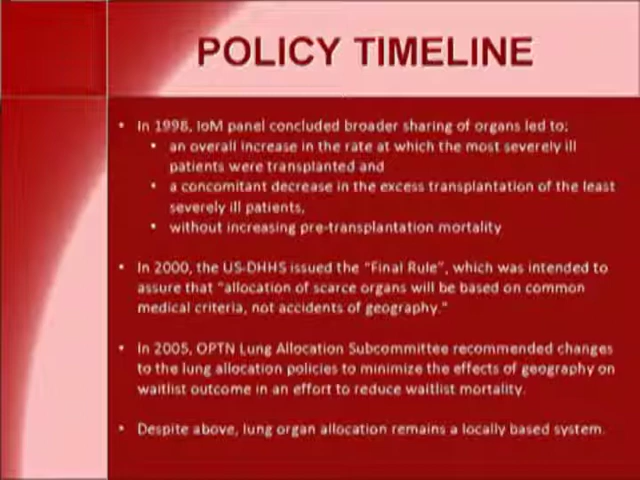 POLICY TIMELINE
• In 1998, IoM panel concluded broader sharing of organs led to:
• an overall increase in the rate at which the most severely ill
patients were transplanted and
• a concomitant decrease in the excess transplantation of the least
severely ill patients,
• without increasing pre-transplantation mortality
• In 2000, the US-DHHS issued the "Final Rule", which was intended to
assure that "allocation of scarce organs will be based on common
medical criteria, not accidents of geography."
• In 2005, OPTN Lung Allocation Subcommittee recommended changes
to the lung allocation policies to minimize the effects of geography on
waitlist outcome in an effort to reduce waitlist mortality.
• Despite above, lung organ allocation remains a locally based system.